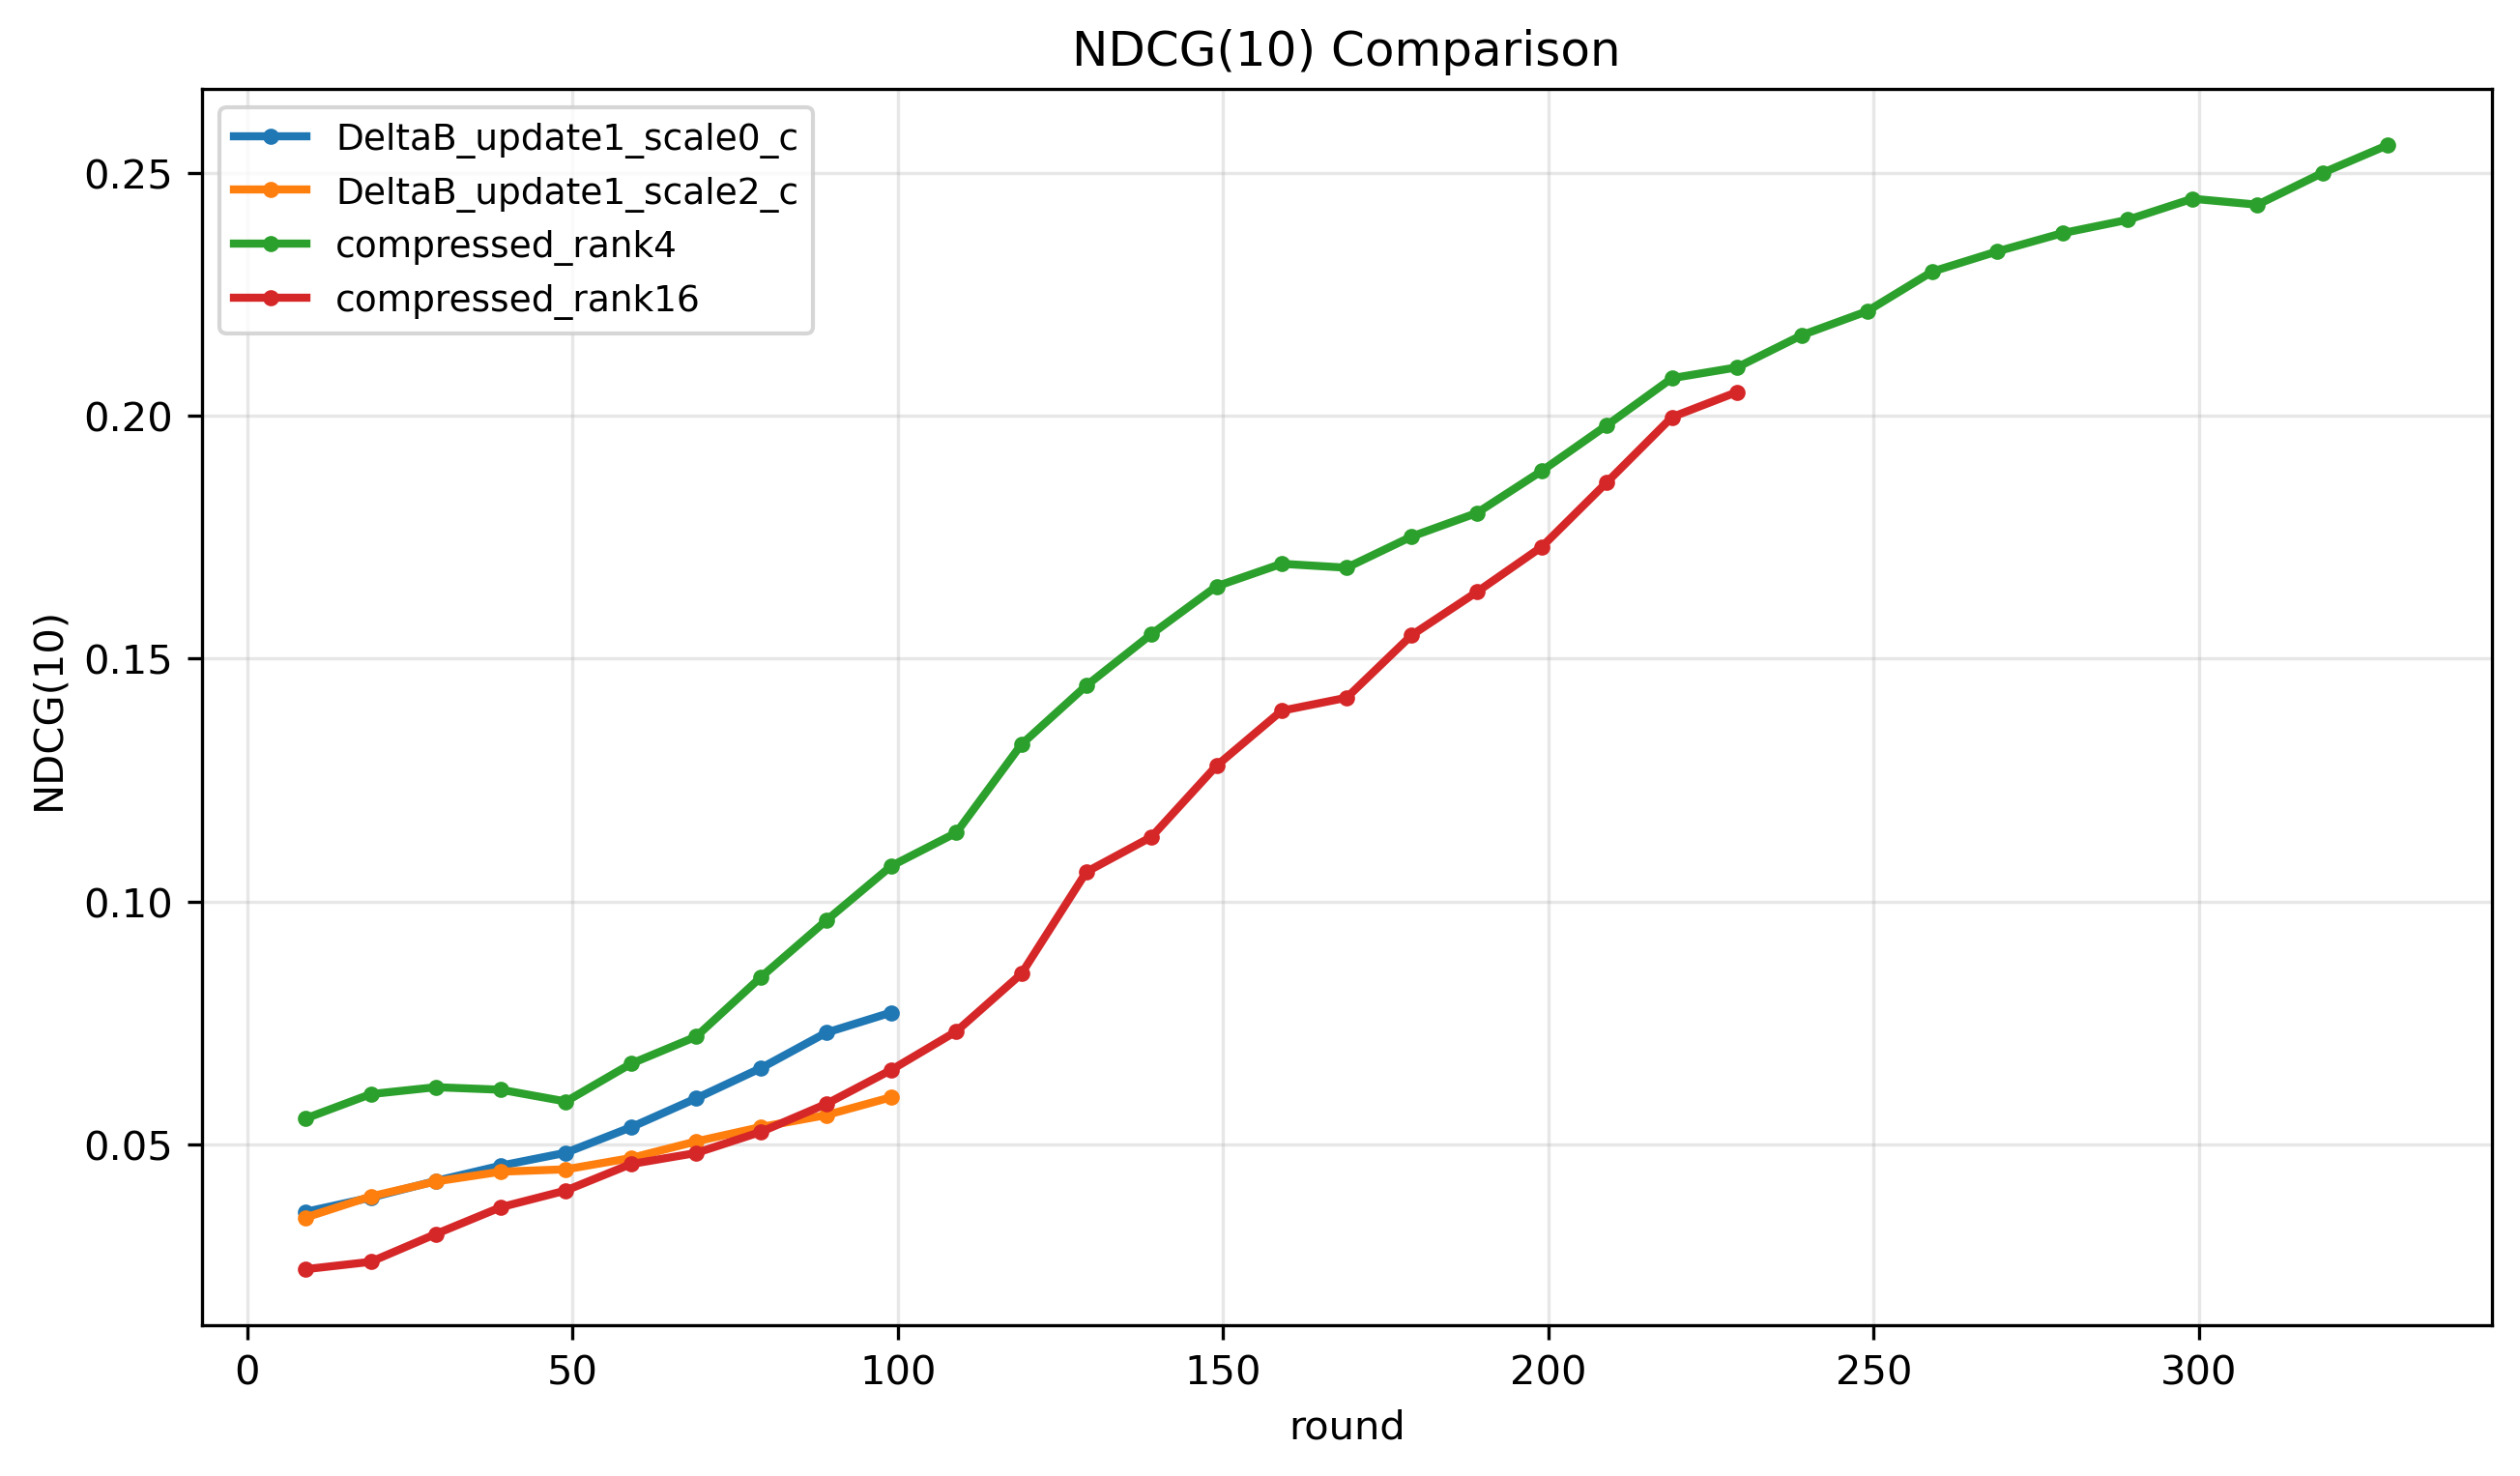 NDCG(10) Comparison
DeltaB_update1_scale0_c
DeltaB_update1_scale2_c
compressed_rank4
compressed_rank16
NDCG(10)
0.25
0.20
0.15
0.10
0.05
0 50 100 150 200 250 300
round